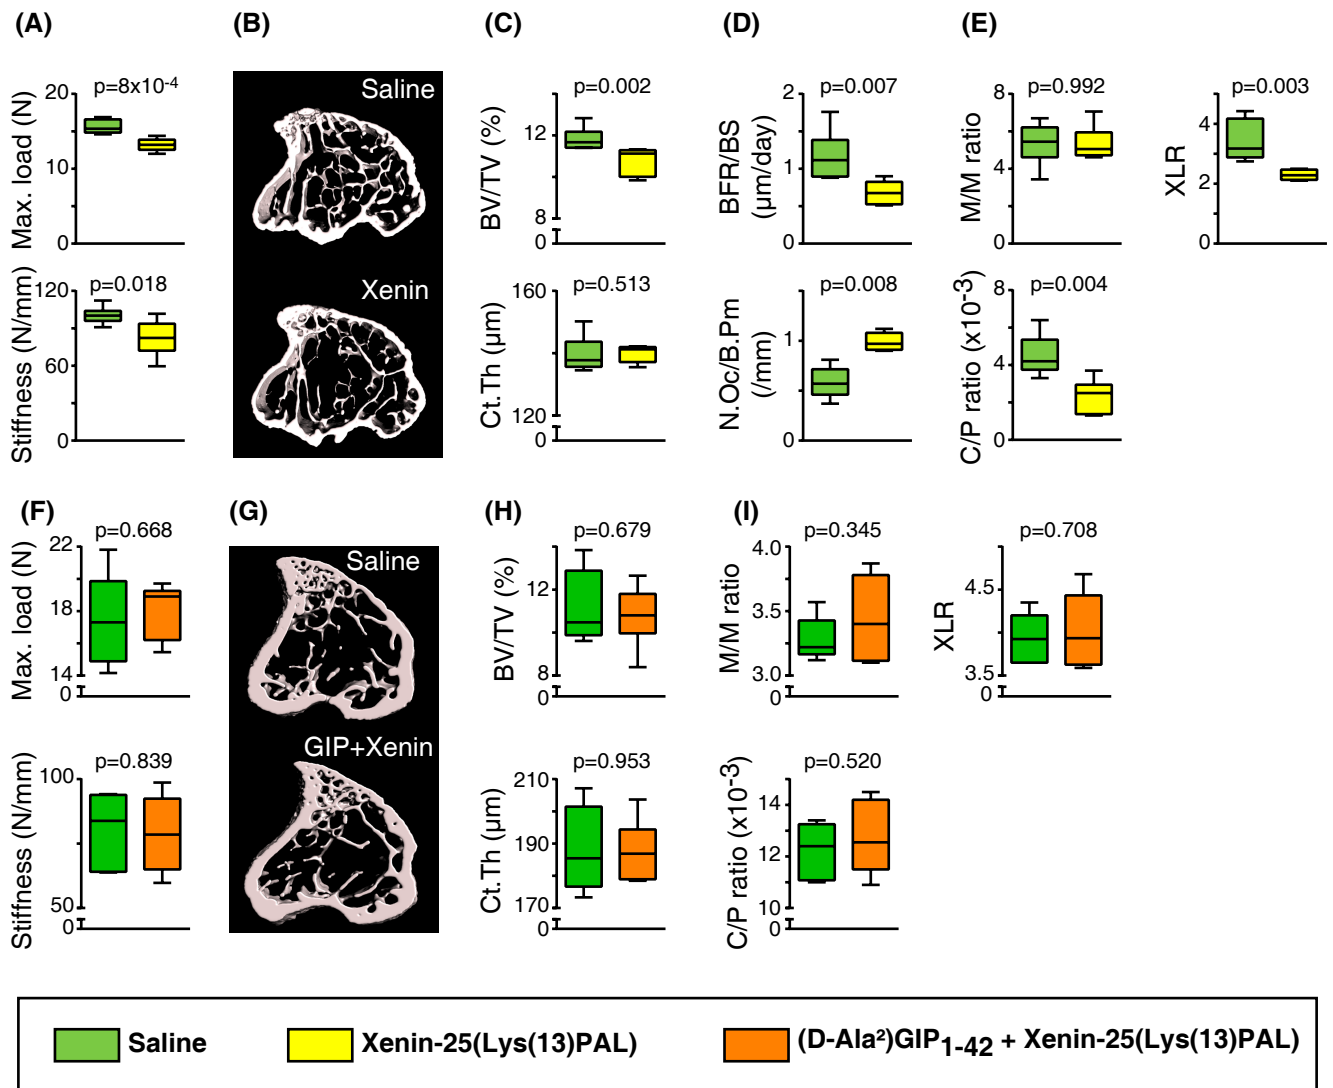 (A)
(B)
(C)
(D)
(E)
p=8x10-4
20
10
0
Max. load (N)
p=0.018
120
60
0
Stiffness (N/mm)
Saline
Xenin
p=0.002
12
8
0
BV/TV (%)
p=0.513
160
120
0
Ct.Th (µm)
p=0.007
2
1
0
BFR/BS
(µm/day)
p=0.008
1
0
N.Oc/B.Pm
(/mm)
p=0.992
8
6
4
2
0
M/M ratio
p=0.003
4
2
0
XLR
p=0.004
8
4
0
C/P ratio (x10-3)
(F)
(G)
(H)
(I)
p=0.668
22
18
14
0
Max. load (N)
p=0.839
100
50
0
Stiffness (N/mm)
Saline
GIP+Xenin
p=0.679
12
8
0
BV/TV (%)
p=0.953
210
190
170
0
Ct.Th (µm)
p=0.345
4.0
3.5
3.0
0
M/M ratio
p=0.708
4.5
3.5
0
XLR
p=0.520
14
12
10
0
C/P ratio (x10-3)
Saline
Xenin-25(Lys(13)PAL)
(D-Ala²)GIP1-42 + Xenin-25(Lys(13)PAL)